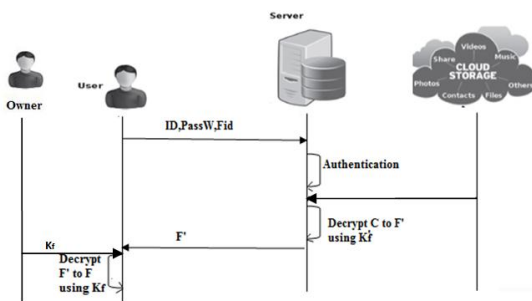 Server
Videos
Share
Music
CLOUD
STORAGE
Photos
Others
Contacts
Files
Owner
User
ID,PassW,Fid
Authentication
Decrypt C to F'
using Kf'
F'
Kf
Decrypt
F' to F
using Kf